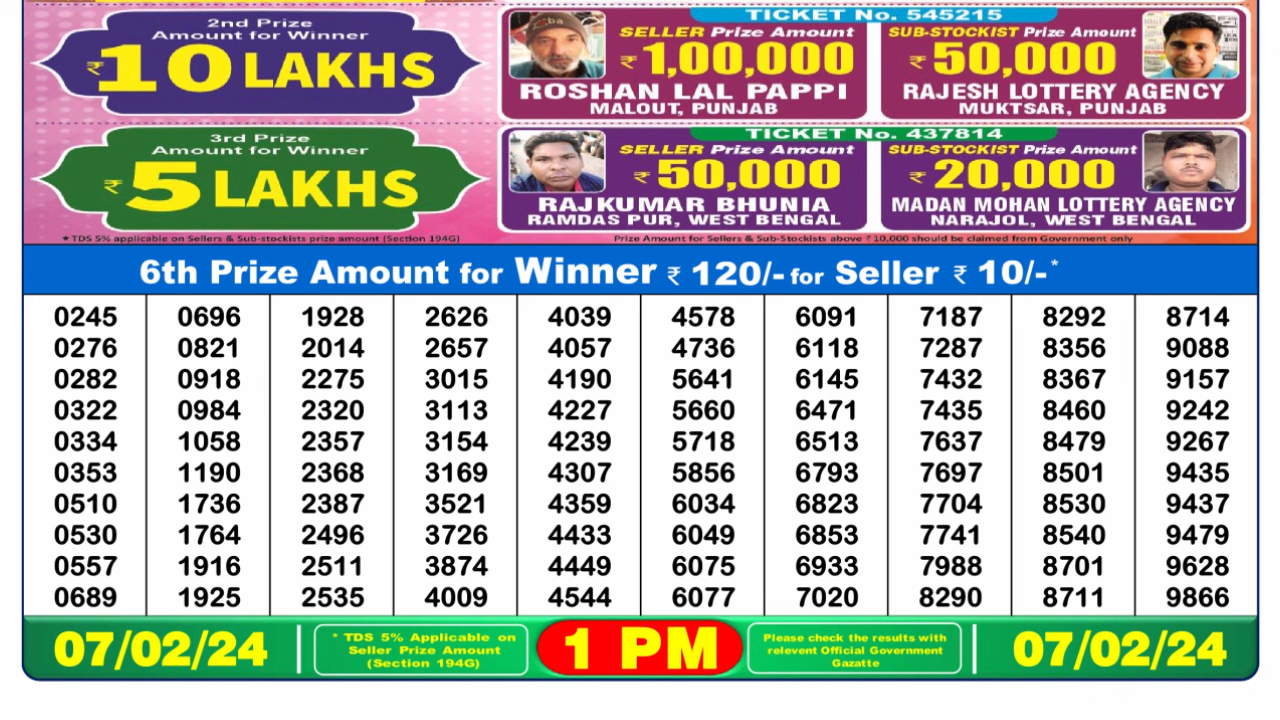 2nd Prize
Amount for Winner
₹10 LAKHS
TICKET No. 545215
SELLER Prize Amount
₹1,00,000
ROSHAN LAL PAPPI
MALOUT, PUNJAB
SUB-STOCKIST Prize Amount
₹50,000
RAJESH LOTTERY AGENCY
MUKTSAR, PUNJAB
3rd Prize
Amount for Winner
₹5 LAKHS
TICKET No. 437814
SELLER Prize Amount
₹50,000
RAJKUMAR BHUNIA
RAMDAS PUR, WEST BENGAL
SUB-STOCKIST Prize Amount
₹20,000
MADAN MOHAN LOTTERY AGENCY
NARAJOL, WEST BENGAL
*TDS 5% applicable on Sellers & Sub-stockists prize amount (Section 194G)
Prize Amount for Sellers & Sub-Stockists above ₹10,000 should be claimed from Government only
6th Prize Amount for Winner ₹ 120/- for Seller ₹ 10/-*
0245 0696 1928 2626 4039 4578 6091 7187 8292 8714
0276 0821 2014 2657 4057 4736 6118 7287 8356 9088
0282 0918 2275 3015 4190 5641 6145 7432 8367 9157
0322 0984 2320 3113 4227 5660 6471 7435 8460 9242
0334 1058 2357 3154 4239 5718 6513 7637 8479 9267
0353 1190 2368 3169 4307 5856 6793 7697 8501 9435
0510 1736 2387 3521 4359 6034 6823 7704 8530 9437
0530 1764 2496 3726 4433 6049 6853 7741 8540 9479
0557 1916 2511 3874 4449 6075 6933 7988 8701 9628
0689 1925 2535 4009 4544 6077 7020 8290 8711 9866
07/02/24
* TDS 5% Applicable on
Seller Prize Amount
(Section 194G)
1 PM
Please check the results with
relevent Official Government
Gazatte
07/02/24